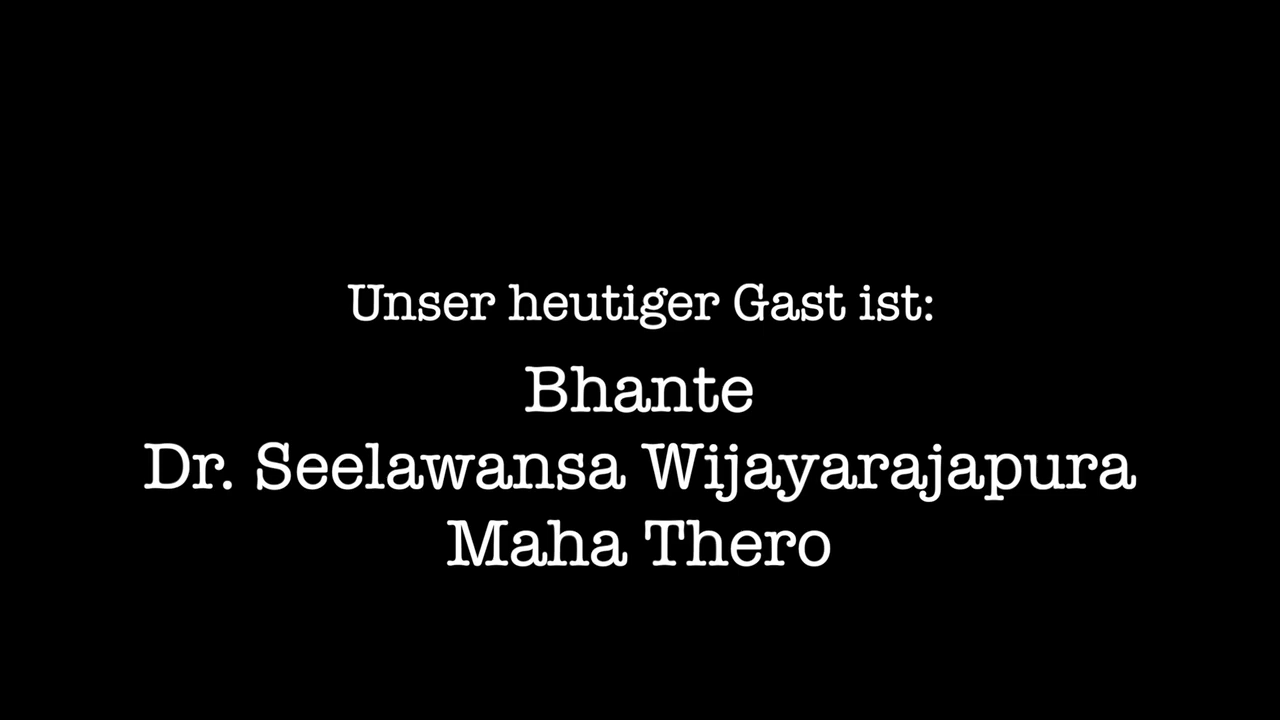 Unser heutiger Gast ist:
Bhante
Dr. Seelawansa Wijayarajapura
Maha Thero